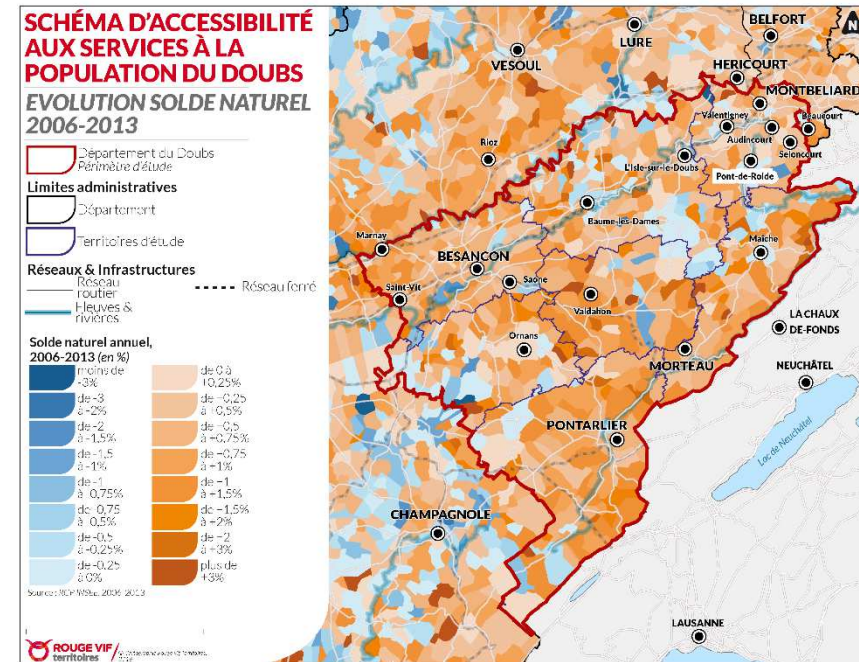 SCHÉMA D'ACCESSIBILITÉ
AUX SERVICES À LA
POPULATION DU DOUBS
EVOLUTION SOLDE NATUREL
2006-2013
Département du Doubs
Périmètre d'étude
Limites administratives
Département
Territoires d'étude
Réseaux & Infrastructures
Réseau
routier
Réseau ferré
Fleuves &
rivières
Solde naturel annuel,
2006-2013 (en %)
moins de
-3%
de -3
à -2%
de -2
à -1,5%
de -1,5
à -1%
de -1
à -0,75%
de -0,75
à -0,5%
de -0,5
à -0,25%
de -0,25
à 0%
de 0 à
+0,25%
de +0,25
à +0,5%
de +0,5
à +0,75%
de +0,75
à +1%
de +1
à +1,5%
de +1,5%
à +2%
de +2
à +3%
plus de
+3%
Source : RGP INSEE, 2006-2013
ROUGE VIF
territoires
N
BELFORT
LURE
VESOUL
HERICOURT
MONTBELIARD
Valentigney
Beaucourt
Audincourt
Seloncourt
Rioz
L'Isle-sur-le-Doubs
Pont-de-Roide
Baume-les-Dames
Marnay
BESANÇON
Maiche
Saône
Saint-Vit
Valdahon
LA CHAUX
DE-FONDS
Ornans
MORTEAU
NEUCHÂTEL
PONTARLIER
Lac de Neuchâtel
CHAMPAGNOLE
LAUSANNE